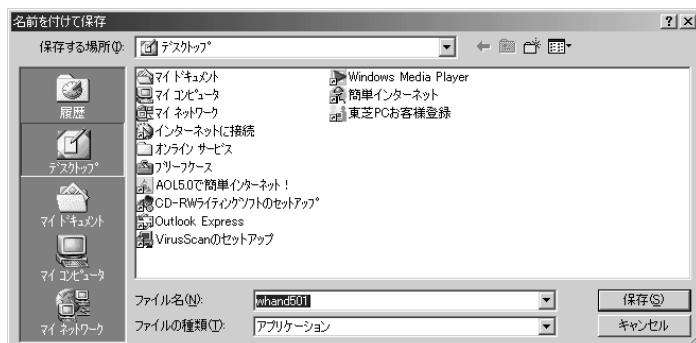 名前を付けて保存
保存する場所(I):
デスクトップ
履歴
デスクトップ
マイ ドキュメント
マイ コンピュータ
マイ ネットワーク
マイ ドキュメント
マイ コンピュータ
マイ ネットワーク
インターネットに接続
オンライン サービス
ブリーフケース
AOL5.0で簡単インターネット!
CD-RWライティングソフトのセットアップ
Outlook Express
VirusScanのセットアップ
Windows Media Player
簡単インターネット
東芝PCお客様登録
ファイル名(N):
whand501
保存(S)
ファイルの種類(T):
アプリケーション
キャンセル